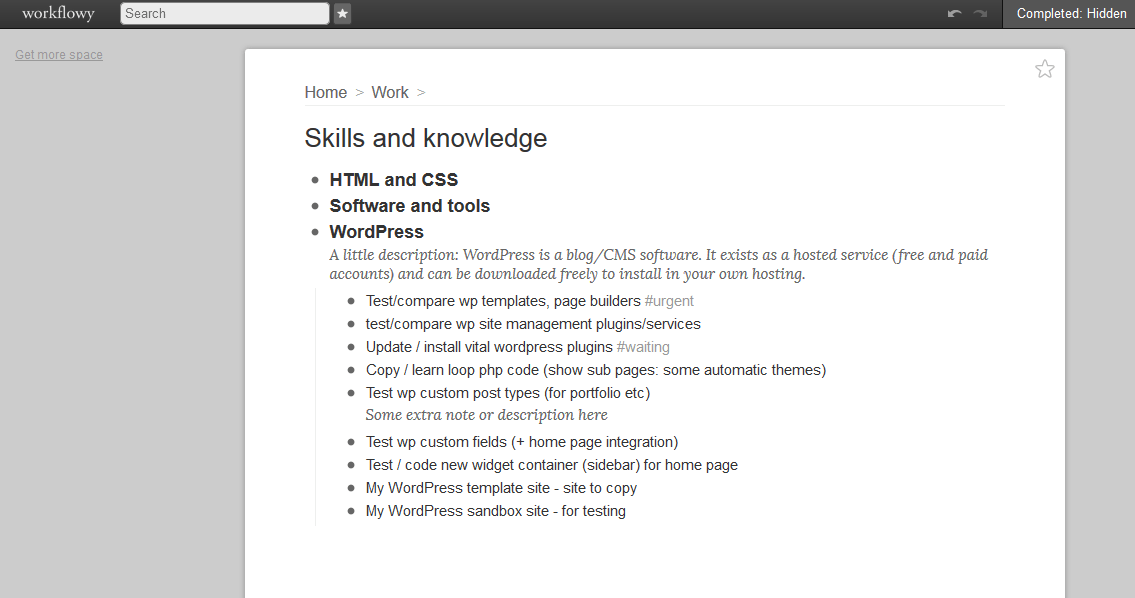 workflowy
Search
Completed: Hidden
Get more space
Home > Work >
Skills and knowledge
HTML and CSS
Software and tools
WordPress
A little description: WordPress is a blog/CMS software. It exists as a hosted service (free and paid
accounts) and can be downloaded freely to install in your own hosting.
Test/compare wp templates, page builders #urgent
test/compare wp site management plugins/services
Update / install vital wordpress plugins #waiting
Copy / learn loop php code (show sub pages: some automatic themes)
Test wp custom post types (for portfolio etc)
Some extra note or description here
Test wp custom fields (+ home page integration)
Test / code new widget container (sidebar) for home page
My WordPress template site - site to copy
My WordPress sandbox site - for testing